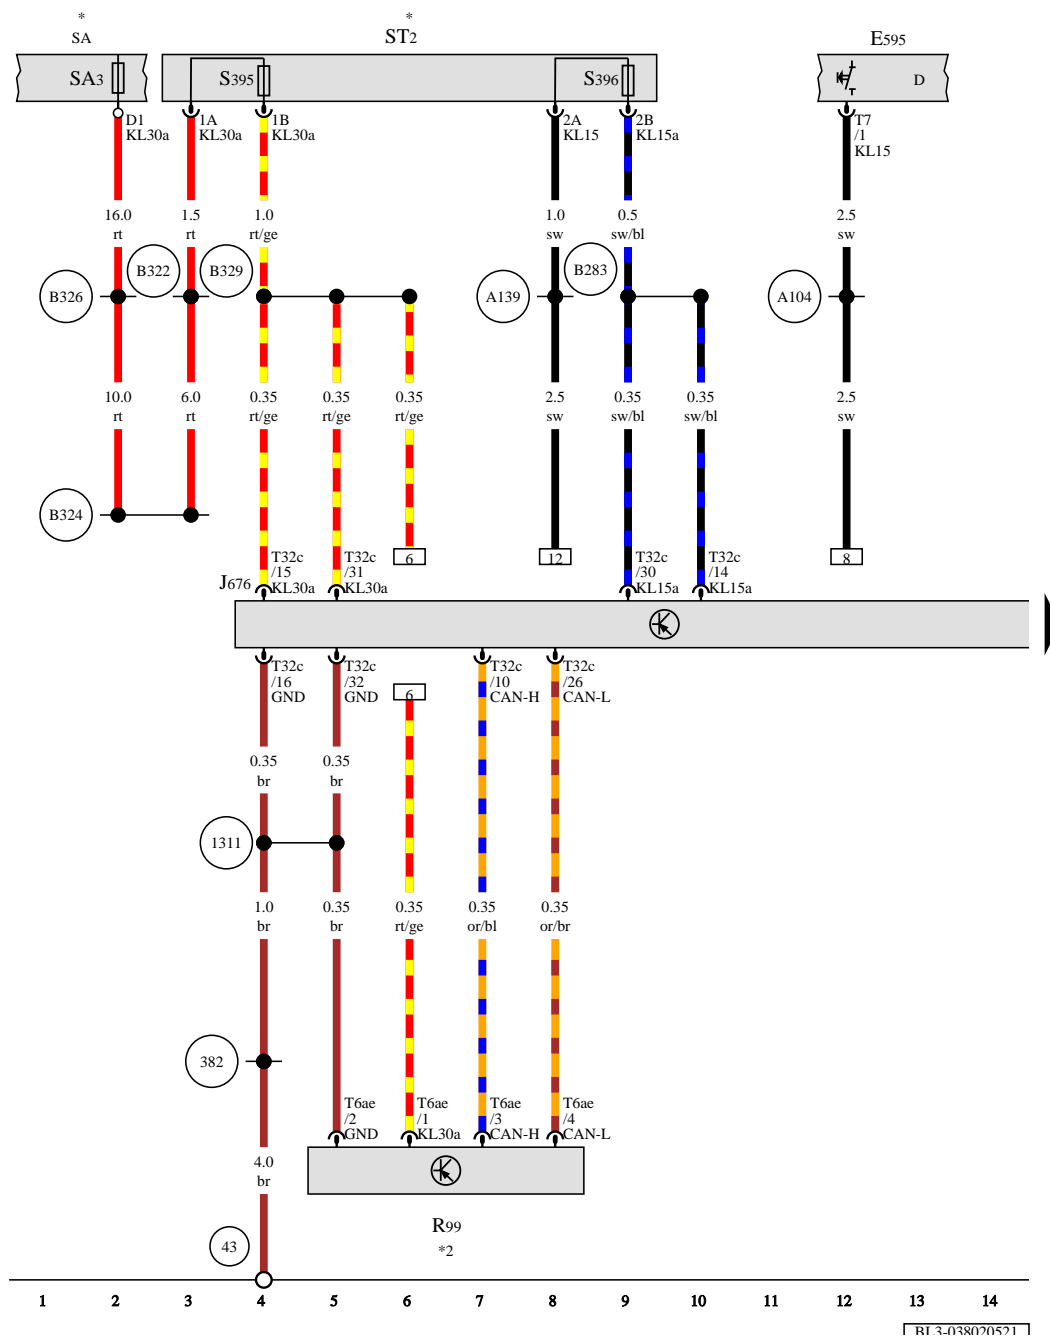 *
*
SA
ST2
E595
SA3
S395
S396
D
D1
KL30a
1A
KL30a
1B
KL30a
2A
KL15
2B
KL15a
T7
/1
KL15
16.0
rt
1.5
rt
1.0
rt/ge
1.0
sw
0.5
sw/bl
2.5
sw
B326
B322
B329
A139
B283
A104
10.0
rt
6.0
rt
0.35
rt/ge
0.35
rt/ge
0.35
rt/ge
2.5
sw
0.35
sw/bl
0.35
sw/bl
2.5
sw
B324
6
12
8
J676
T32c
/15
KL30a
T32c
/31
KL30a
T32c
/30
KL15a
T32c
/14
KL15a
T32c
/16
GND
T32c
/32
GND
6
T32c
/10
CAN-H
T32c
/26
CAN-L
0.35
br
0.35
br
1311
1.0
br
0.35
br
0.35
rt/ge
0.35
or/bl
0.35
or/br
382
T6ae
/2
GND
T6ae
/1
KL30a
T6ae
/3
CAN-H
T6ae
/4
CAN-L
4.0
br
R99
*2
43
1 2 3 4 5 6 7 8 9 10 11 12 13 14
BL3-038020521